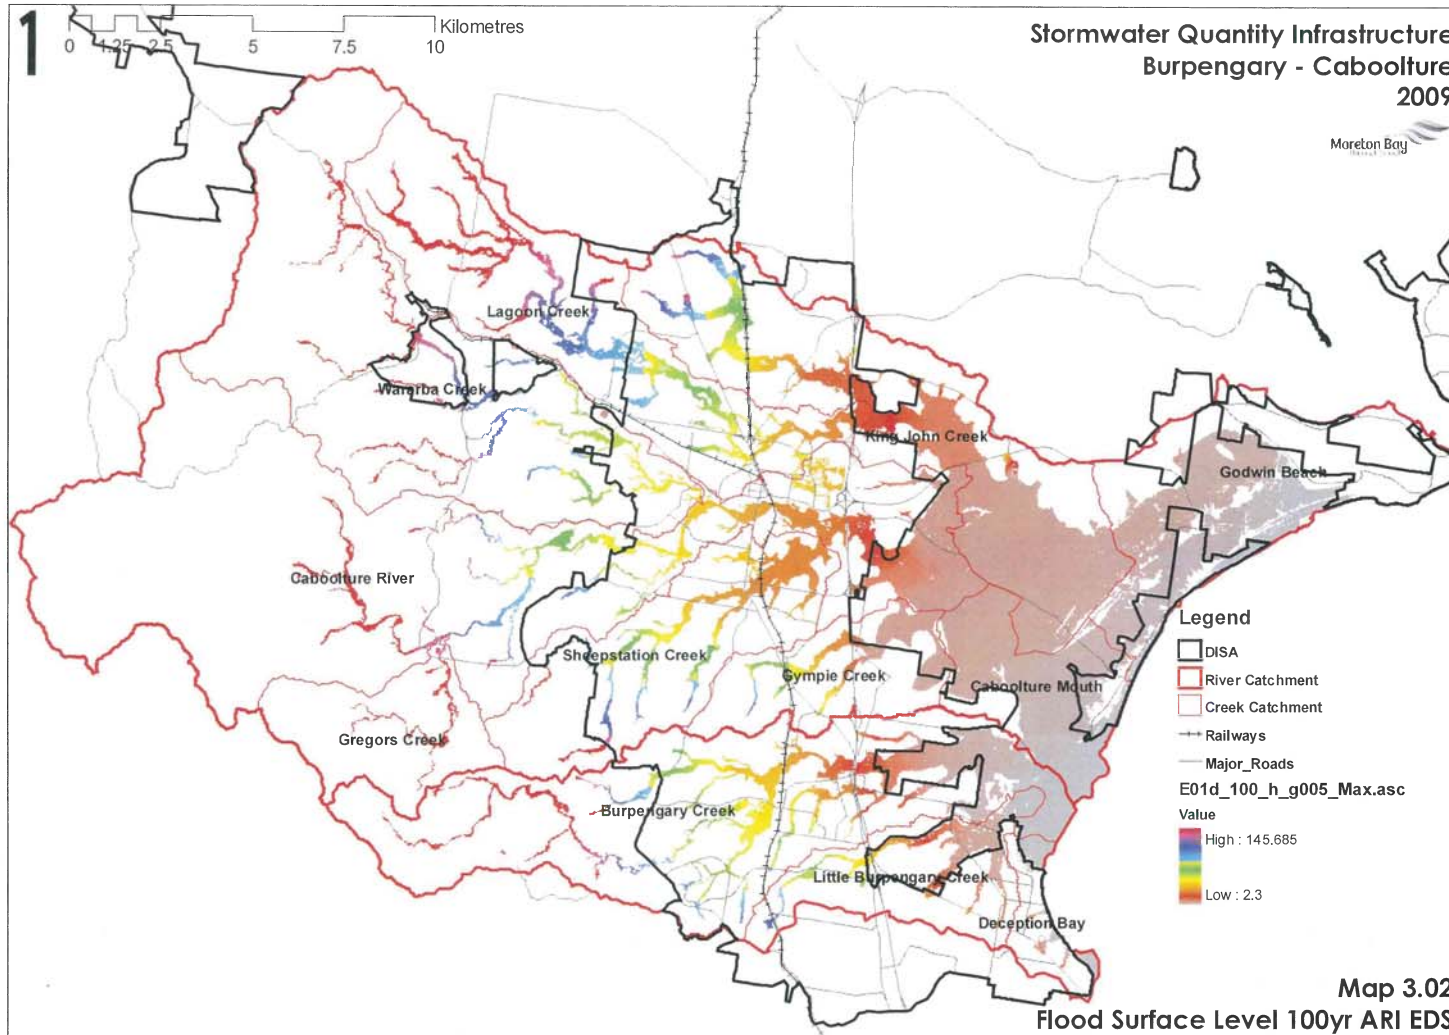 1
Kilometres
0 1.25 2.5 5 7.5 10
Stormwater Quantity Infrastructure
Burpengary - Caboolture
2009
Moreton Bay
Lagoon Creek
Wararba Creek
King John Creek
Godwin Beach
Caboolture River
Sheepstation Creek
Gympie Creek
Caboolture Mouth
Gregors Creek
Burpengary Creek
Little Burpengary Creek
Deception Bay
Legend
DISA
River Catchment
Creek Catchment
Railways
Major_Roads
E01d_100_h_g005_Max.asc
Value
High : 145.685
Low : 2.3
Map 3.02
Flood Surface Level 100yr ARI EDS